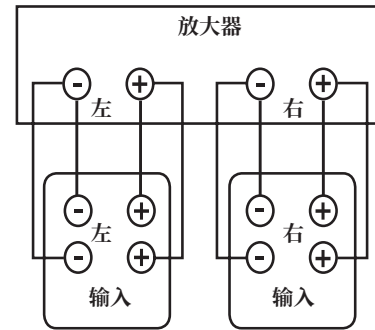 放大器
- + - +
左 右
- + - +
左 右
- + - +
输入 输入